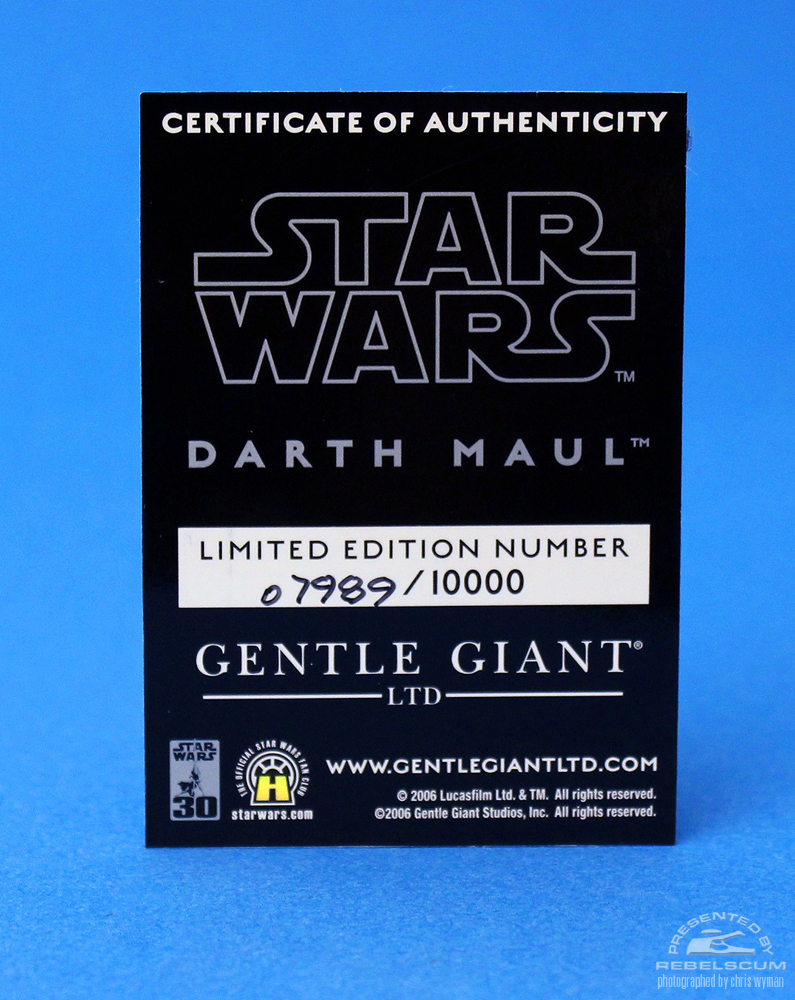 CERTIFICATE OF AUTHENTICITY
STAR
WARS™
DARTH MAUL™
LIMITED EDITION NUMBER
07989/10000
GENTLE GIANT®
LTD
STAR
WARS
30
THE OFFICIAL STAR WARS FAN CLUB
H
starwars.com
WWW.GENTLEGIANTLTD.COM
© 2006 Lucasfilm Ltd. & TM. All rights reserved.
©2006 Gentle Giant Studios, Inc. All rights reserved.
PRESENTED BY
REBELSCUM
photographed by chris wyman